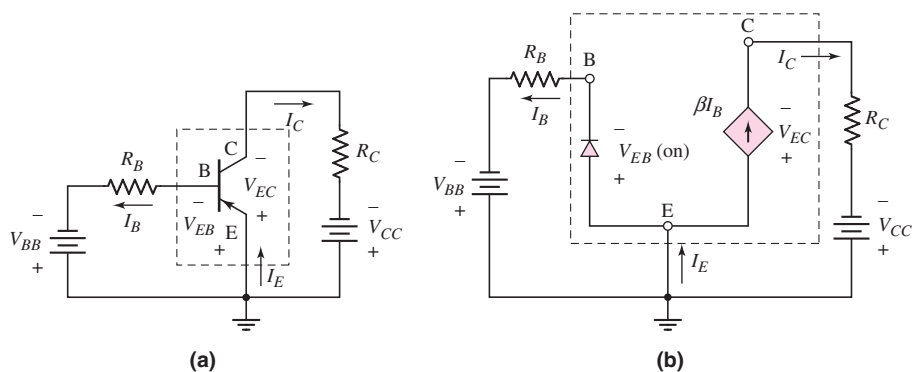 R_B
I_B
B
C
−
V_EB
+
E
−
V_EC
+
I_C
R_C
I_E
−
V_BB
+
−
V_CC
+
(a)
R_B
I_B
B
−
V_EB (on)
+
C
βI_B
−
V_EC
+
I_C
R_C
E
I_E
−
V_BB
+
−
V_CC
+
(b)